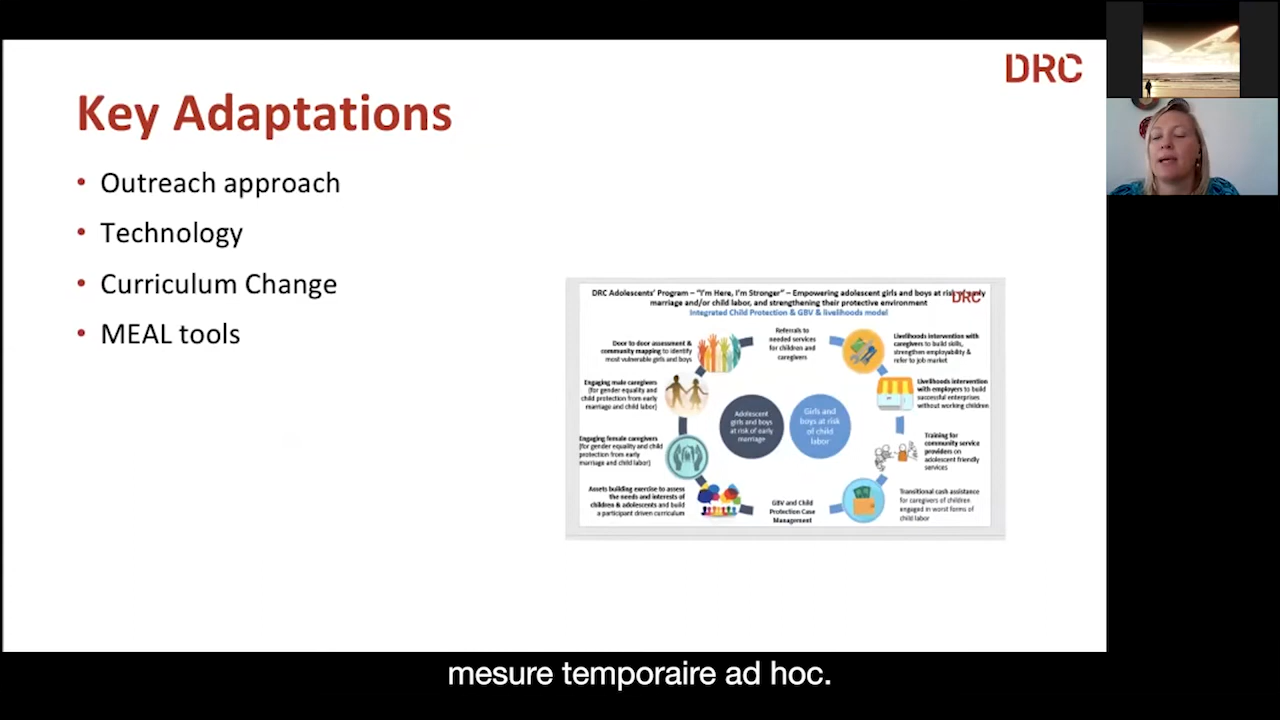 DRC
Key Adaptations
• Outreach approach
• Technology
• Curriculum Change
• MEAL tools
DRC Adolescents' Program – "I'm Here, I'm Stronger" – Empowering adolescent girls and boys at risk of early
marriage and/or child labor, and strengthening their protective environment
DRC
Integrated Child Protection & GBV & livelihoods model
Door to door assessment &
community mapping to identify
most vulnerable girls and boys
Referrals to
needed services
for children and
caregivers
Livelihoods intervention with
caregivers to build skills,
strengthen employability &
refer to job market
Engaging male caregivers
(for gender equality and
child protection from early
marriage and child labor)
Livelihoods intervention
with employers to build
successful enterprises
without working children
Adolescent
girls and boys
at risk of early
marriage
Girls and
boys at risk
of child
labor
Engaging female caregivers
(for gender equality and child
protection from early
marriage and child labor)
Training for
community service
providers on
adolescent friendly
services
Assets building exercise to assess
the needs and interests of
children & adolescents and build
a participant driven curriculum
GBV and Child
Protection Case
Management
Transitional cash assistance
for caregivers of children
engaged in worst forms of
child labor
mesure temporaire ad hoc.